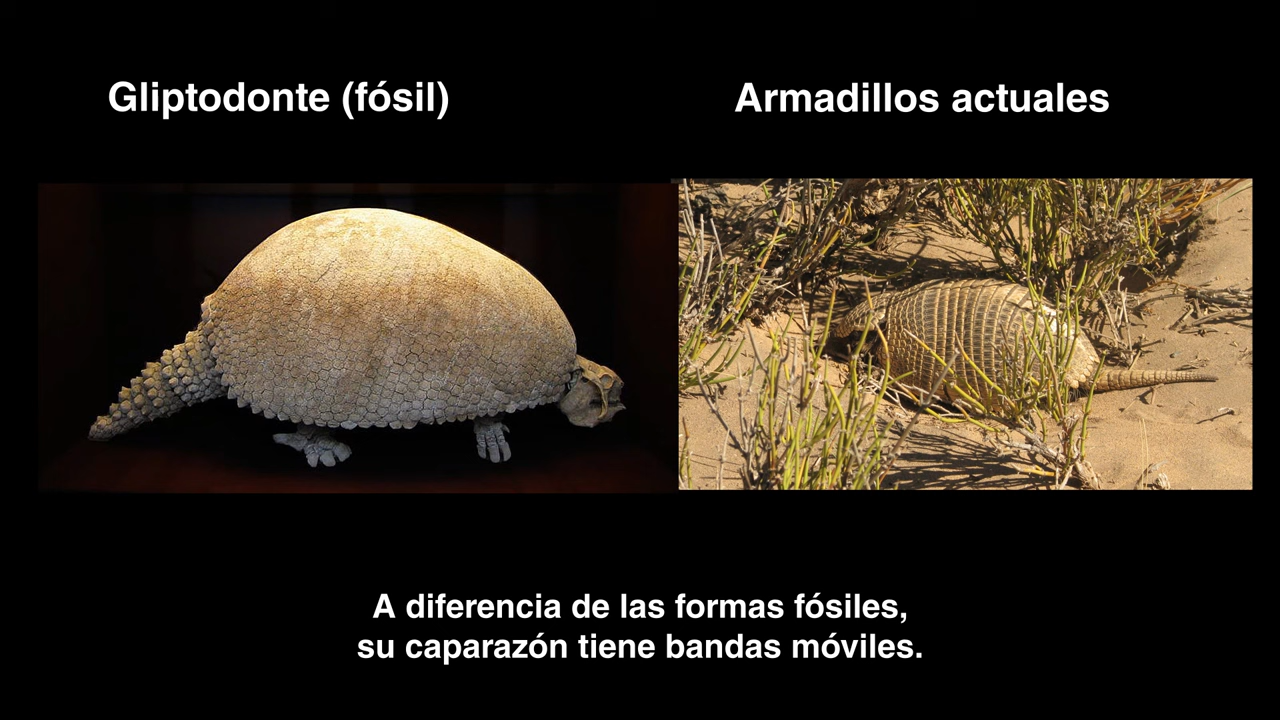 Gliptodonte (fósil)
Armadillos actuales
A diferencia de las formas fósiles,
su caparazón tiene bandas móviles.